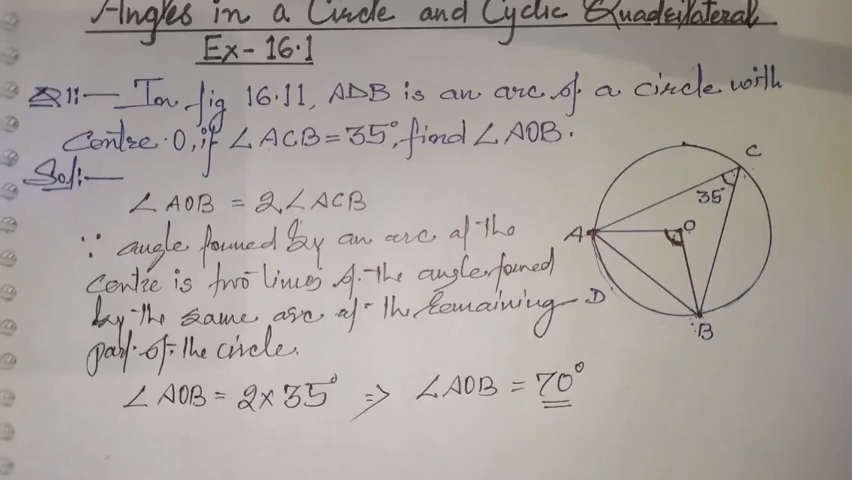 Angles in a Circle and Cyclic Quadrilateral
Ex- 16.1
Q1:- In fig 16.11, ADB is an arc of a circle with
Centre O, if ∠ACB = 35°, find ∠AOB.
Sol:-
∠AOB = 2∠ACB
∵ angle formed by an arc at the
Centre is two times of the angle formed
by the same arc at the remaining
part of the circle.
∠AOB = 2 × 35° ⇒ ∠AOB = 70°
C
35°
A
O
D
B